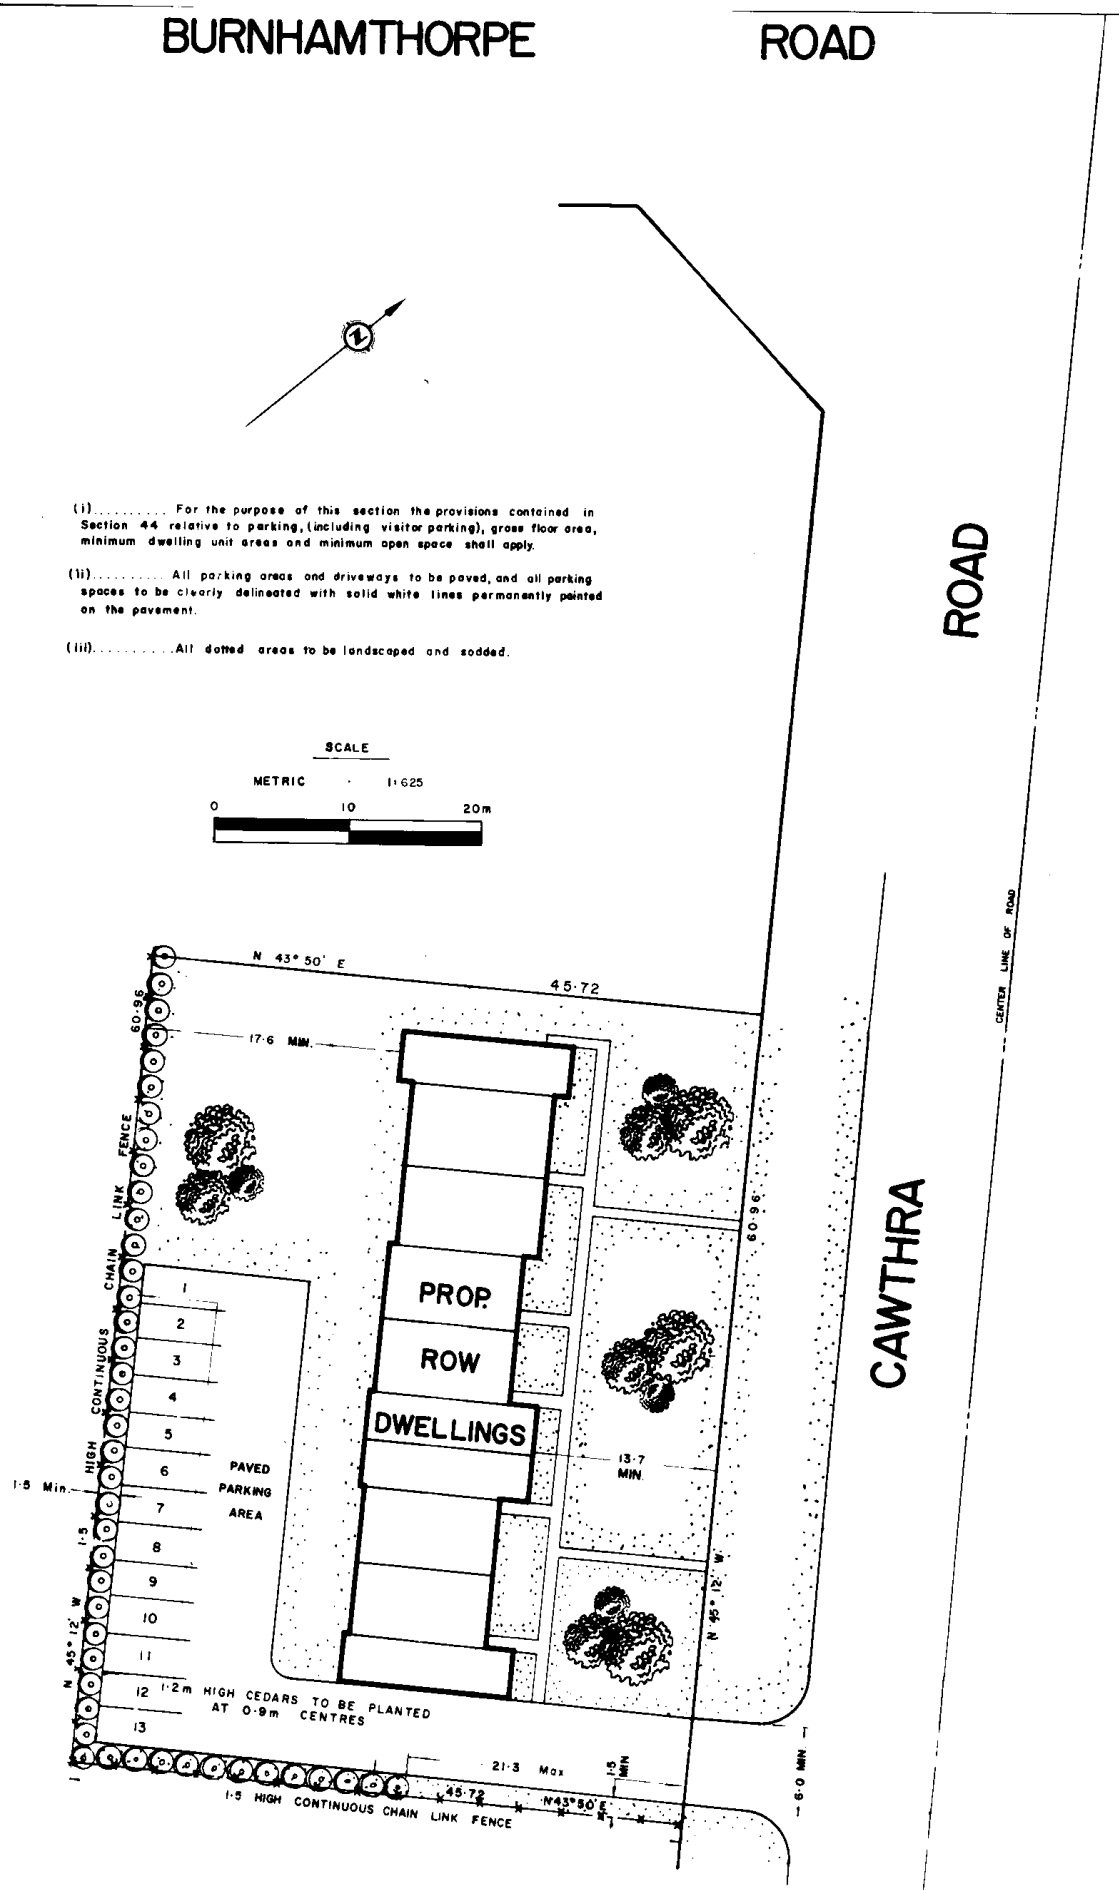 BURNHAMTHORPE ROAD
N
(i).......... For the purpose of this section the provisions contained in
Section 44 relative to parking, (including visitor parking), gross floor area,
minimum dwelling unit areas and minimum open space shall apply.
(ii).......... All parking areas and driveways to be paved, and all parking
spaces to be clearly delineated with solid white lines permanently painted
on the pavement.
(iii).......... All dotted areas to be landscaped and sodded.
ROAD
CAWTHRA
CENTER LINE OF ROAD
SCALE
METRIC · 1:625
0 10 20m
N 43° 50' E
45.72
60.96
17.6 MIN.
1.5 HIGH CONTINUOUS CHAIN LINK FENCE
N 45° 12' W
1.5 Min.
1
2
3
4
5
6
7
8
9
10
11
12
13
PAVED
PARKING
AREA
PROP.
ROW
DWELLINGS
60.96
13.7
MIN.
N 45° 12' W
1.2m HIGH CEDARS TO BE PLANTED
AT 0.9m CENTRES
21.3 Max
1.5
MIN
6.0 MIN
45.72
N 43° 50' E
1.5 HIGH CONTINUOUS CHAIN LINK FENCE